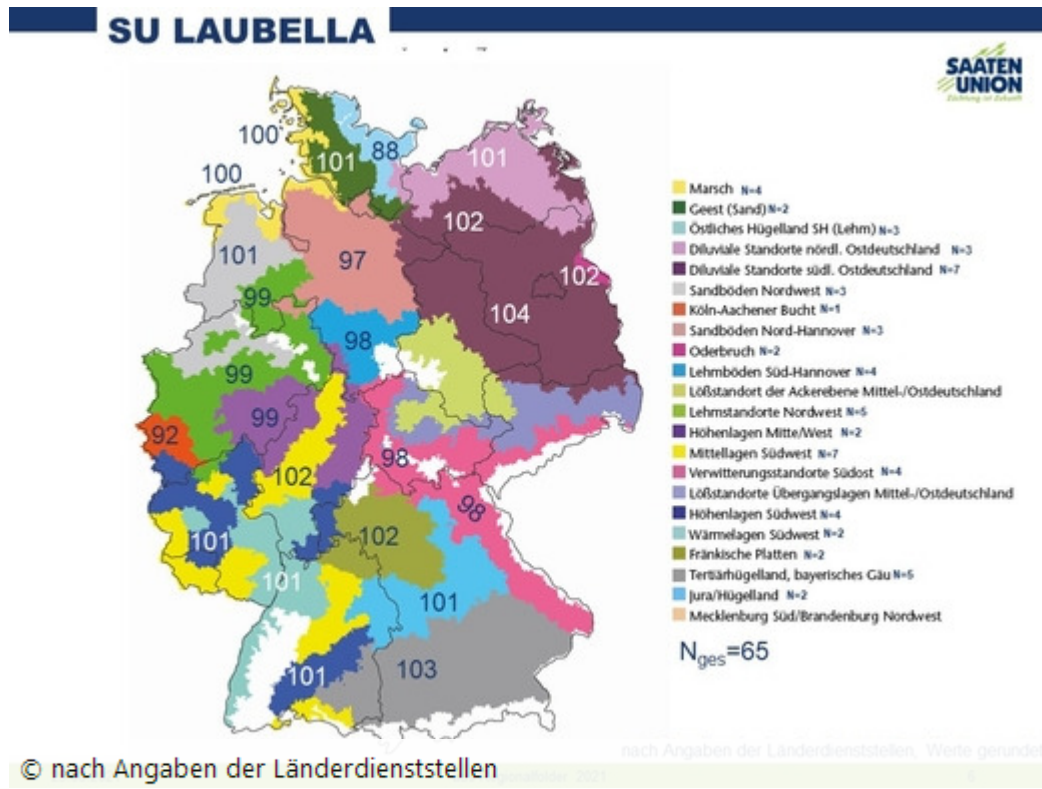 SU LAUBELLA
SAATEN
UNION
Züchtung ist Zukunft
100
101
88
101
100
102
101
97
102
99
104
98
99
99
92
98
102
98
102
101
101
101
101
103
Marsch N=4
Geest (Sand) N=2
Östliches Hügelland SH (Lehm) N=3
Diluviale Standorte nördl. Ostdeutschland N=3
Diluviale Standorte südl. Ostdeutschland N=7
Sandböden Nordwest N=3
Köln-Aachener Bucht N=1
Sandböden Nord-Hannover N=3
Oderbruch N=2
Lehmböden Süd-Hannover N=4
Lößstandort der Ackerebene Mittel-/Ostdeutschland
Lehmstandorte Nordwest N=5
Höhenlagen Mitte/West N=2
Mittellagen Südwest N=7
Verwitterungsstandorte Südost N=4
Lößstandorte Übergangslagen Mittel-/Ostdeutschland
Höhenlagen Südwest N=4
Wärmelagen Südwest N=2
Fränkische Platten N=2
Tertiärhügelland, bayerisches Gäu N=5
Jura/Hügelland N=2
Mecklenburg Süd/Brandenburg Nordwest
Nges=65
nach Angaben der Länderdienststellen, Werte gerundet
© nach Angaben der Länderdienststellen
2021